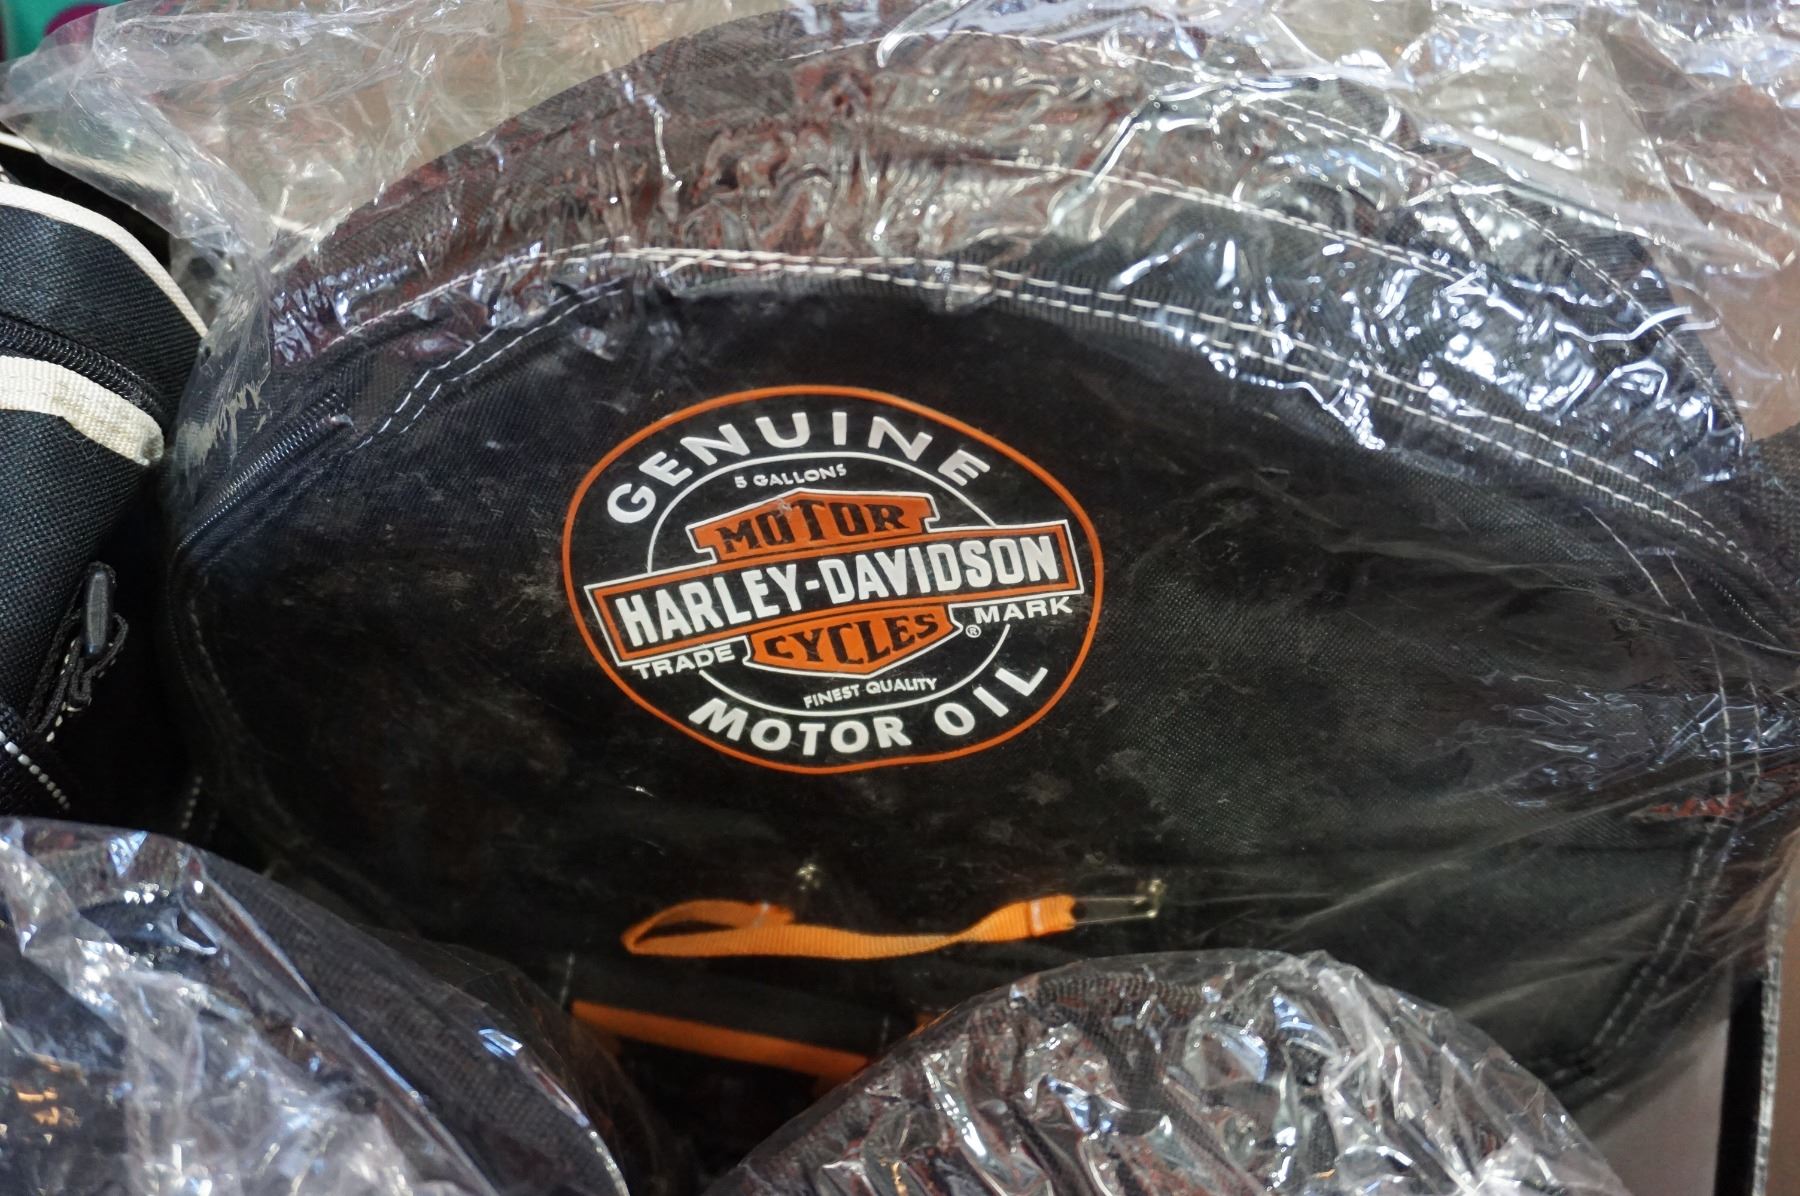 GENUINE
5 GALLONS
MOTOR
HARLEY-DAVIDSON
CYCLES
TRADE MARK
®
FINEST QUALITY
MOTOR OIL